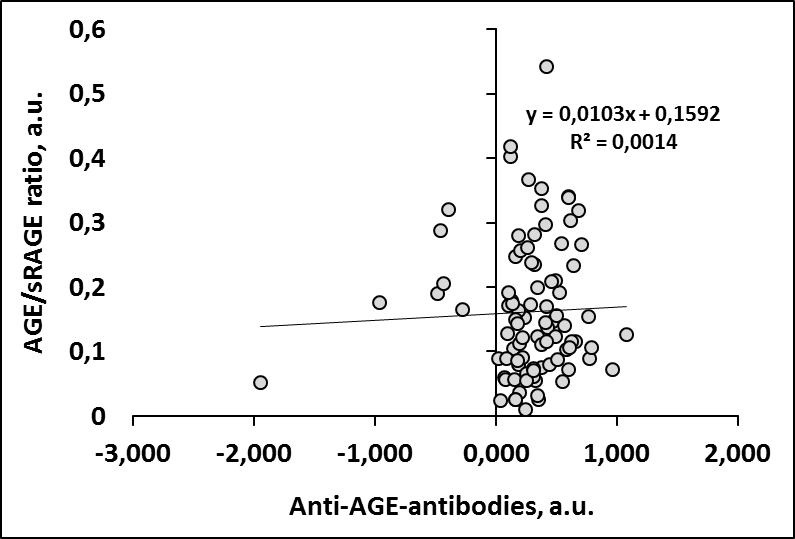 0,6
0,5
0,4
0,3
0,2
0,1
0
AGE/sRAGE ratio, a.u.
y = 0,0103x + 0,1592
R² = 0,0014
-3,000 -2,000 -1,000 0,000 1,000 2,000
Anti-AGE-antibodies, a.u.